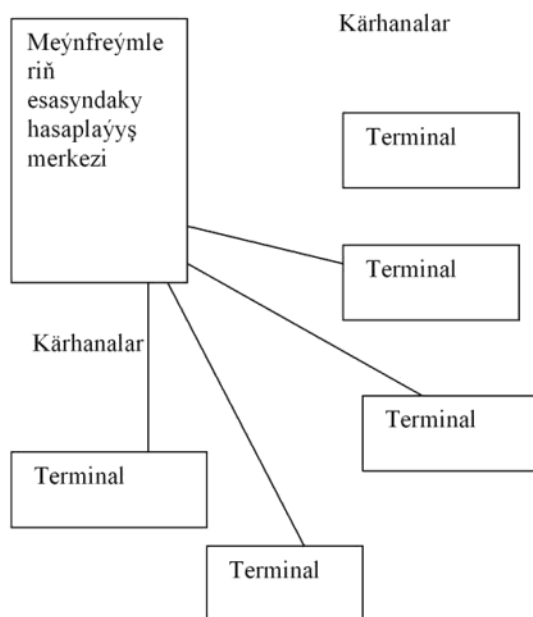 Kärhanalar
Meýnfreýmle
riň
esasyndaky
hasaplaýyş
merkezi
Terminal
Terminal
Kärhanalar
Terminal
Terminal
Terminal